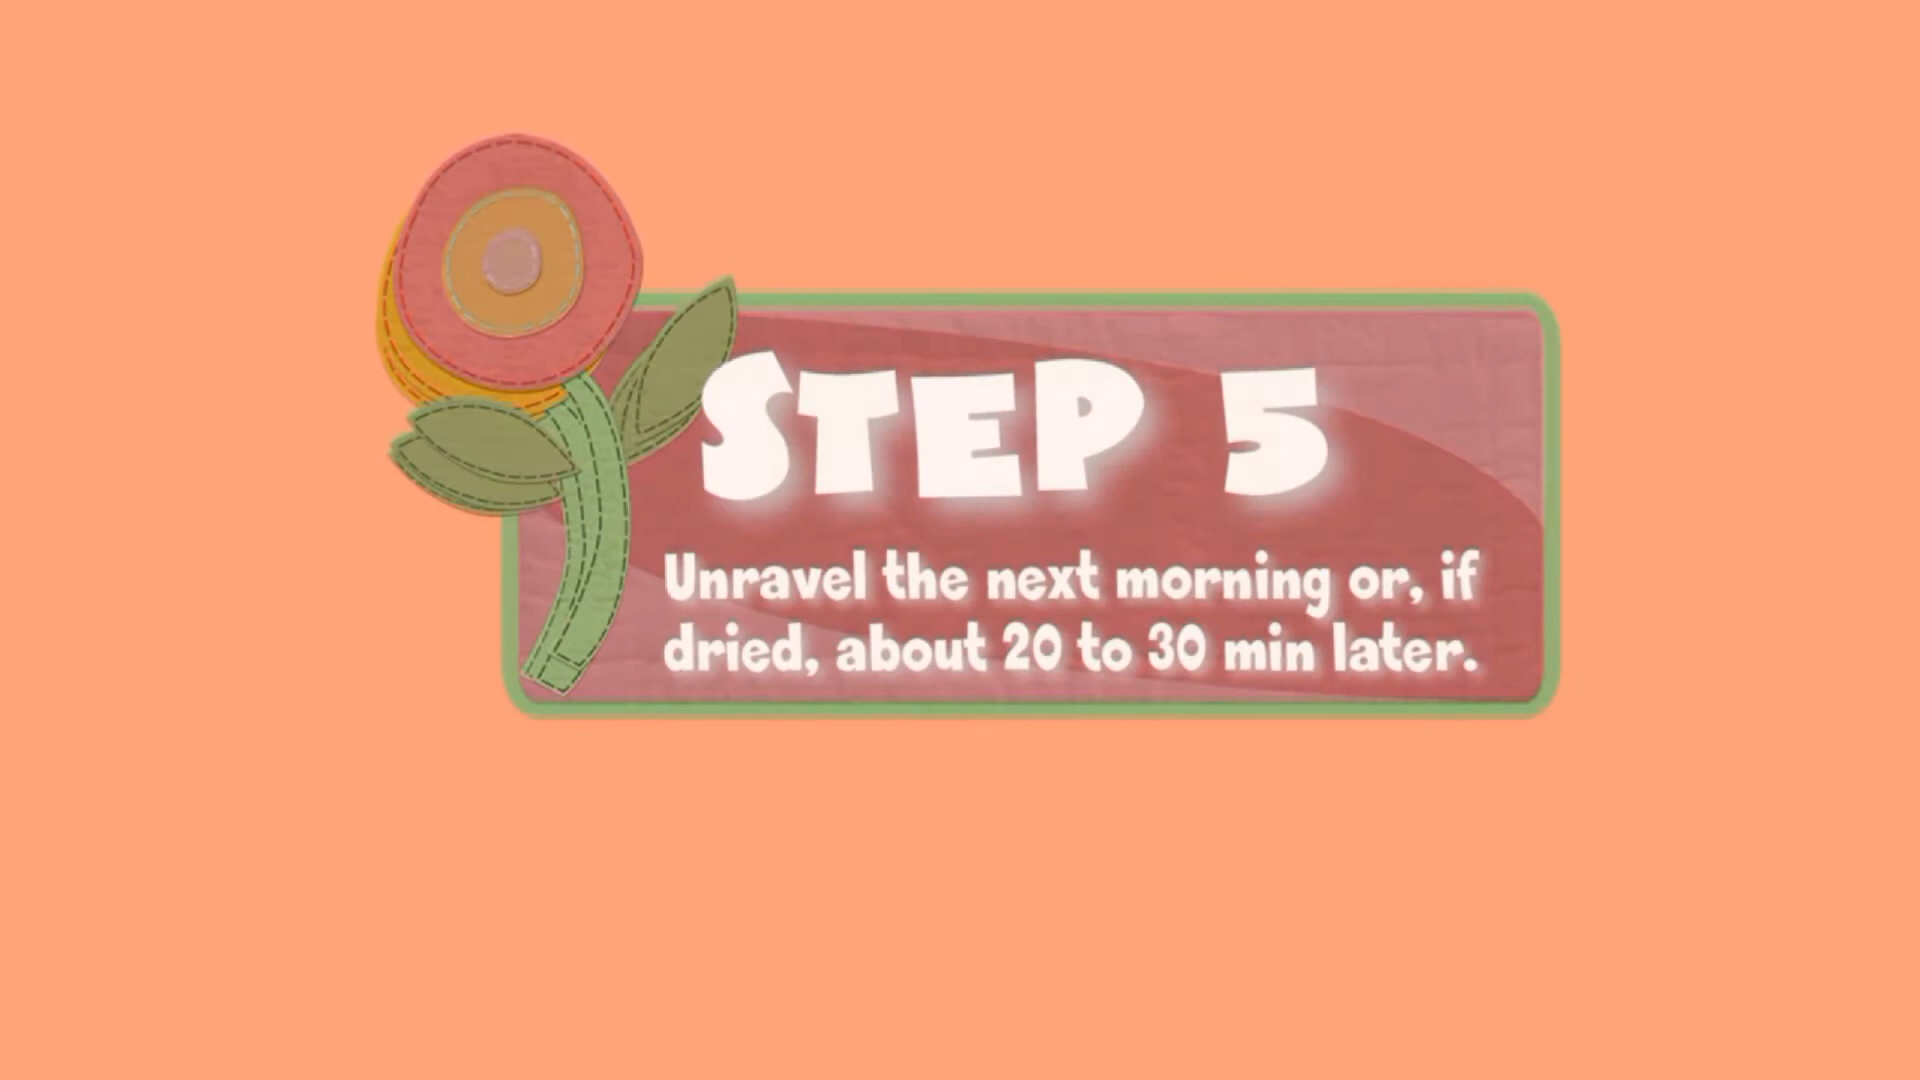 STEP 5
Unravel the next morning or, if
dried, about 20 to 30 min later.